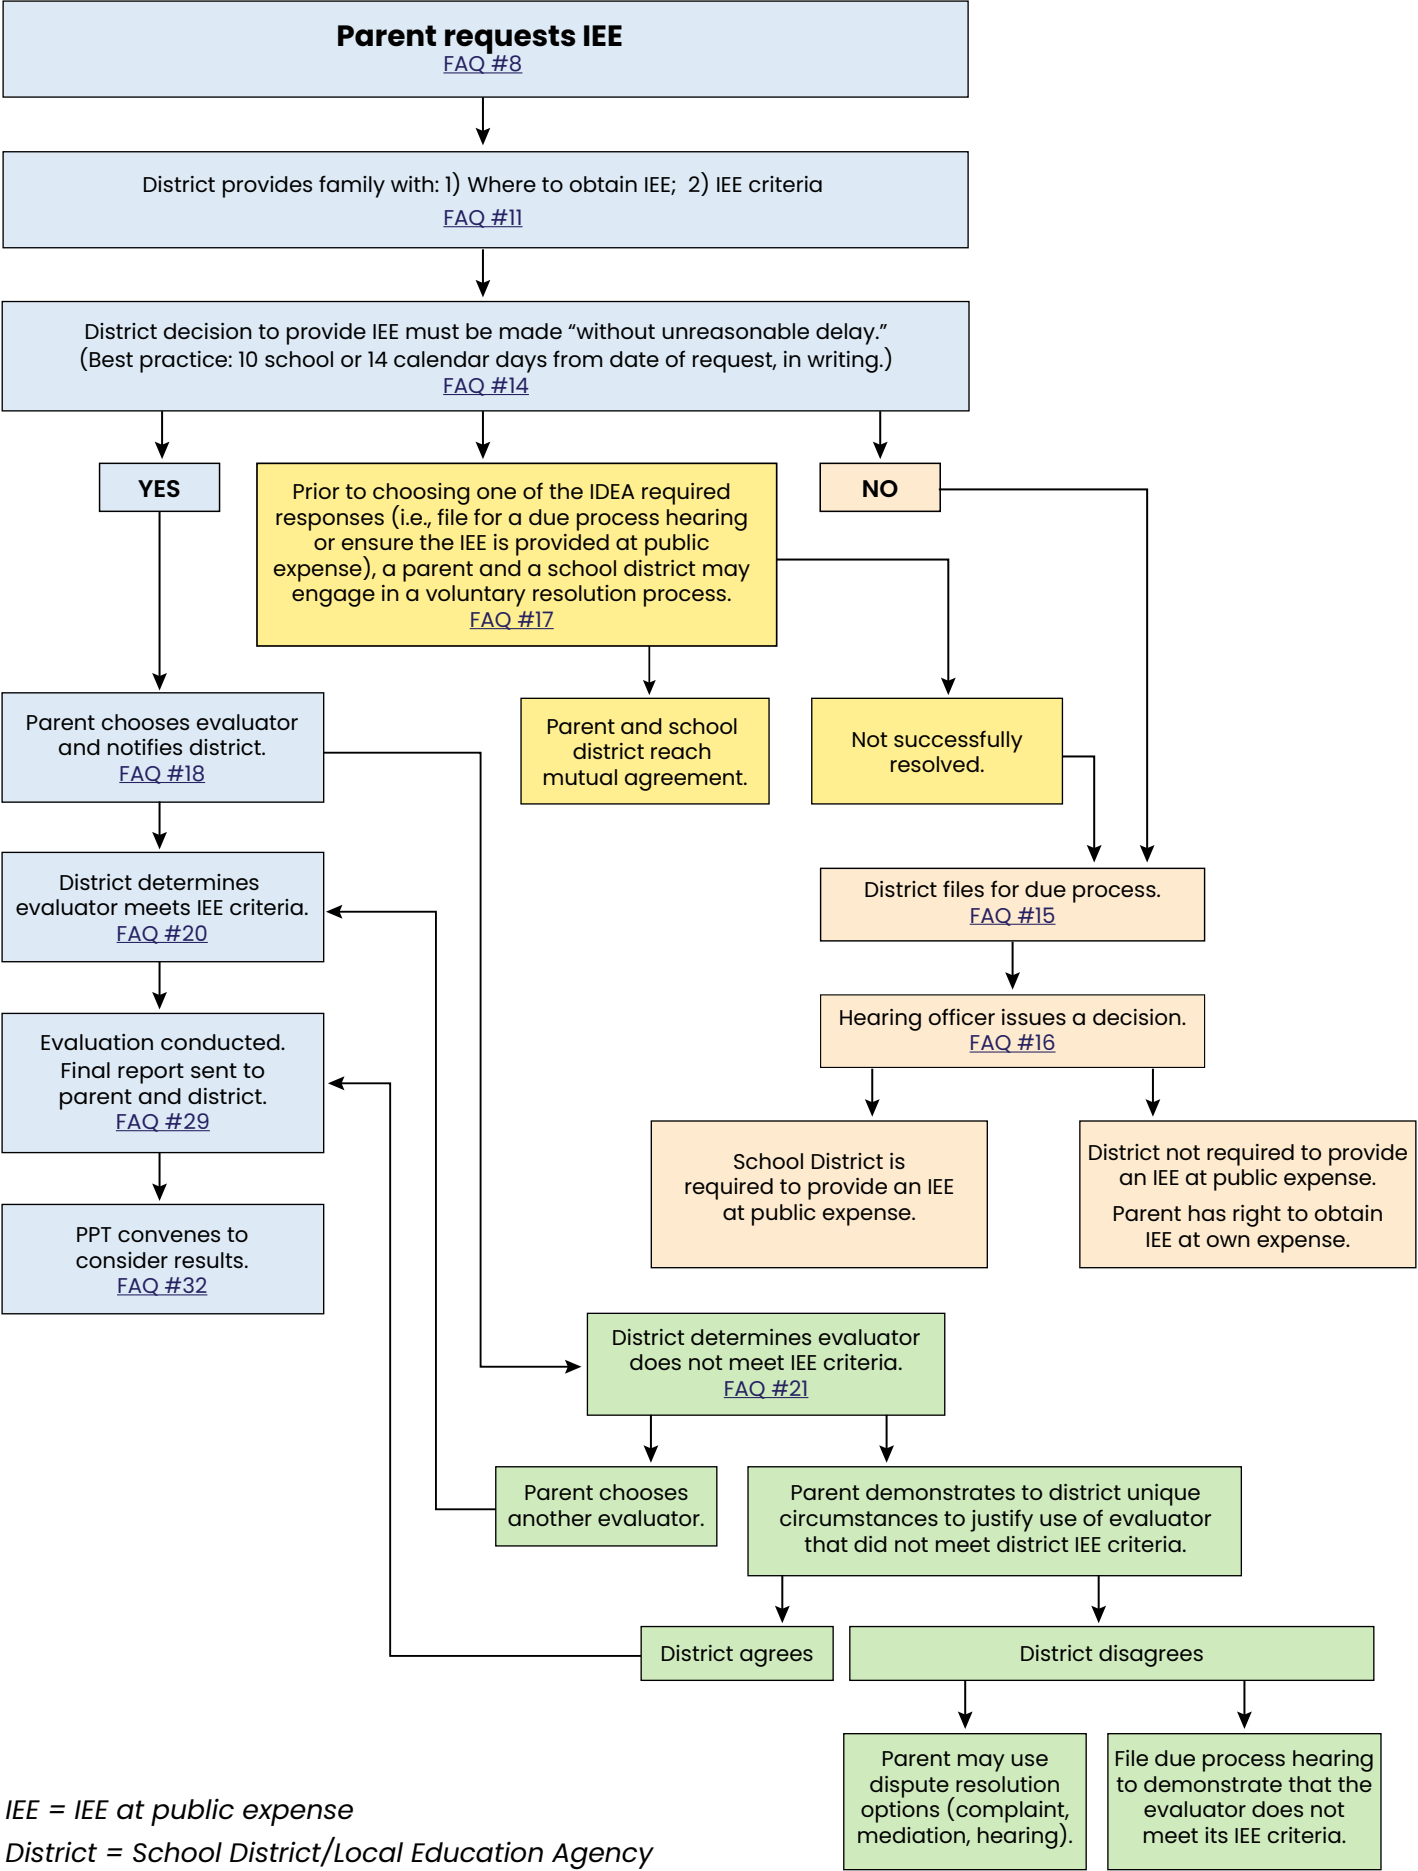 Parent requests IEE
FAQ #8
District provides family with: 1) Where to obtain IEE;  2) IEE criteria
FAQ #11
District decision to provide IEE must be made “without unreasonable delay.”
(Best practice: 10 school or 14 calendar days from date of request, in writing.)
FAQ #14
YES
Prior to choosing one of the IDEA required
responses (i.e., file for a due process hearing
or ensure the IEE is provided at public
expense), a parent and a school district may
engage in a voluntary resolution process.
FAQ #17
NO
Parent chooses evaluator
and notifies district.
FAQ #18
Parent and school
district reach
mutual agreement.
Not successfully
resolved.
District determines
evaluator meets IEE criteria.
FAQ #20
District files for due process.
FAQ #15
Evaluation conducted.
Final report sent to
parent and district.
FAQ #29
Hearing officer issues a decision.
FAQ #16
School District is
required to provide an IEE
at public expense.
District not required to provide
an IEE at public expense.
Parent has right to obtain
IEE at own expense.
PPT convenes to
consider results.
FAQ #32
District determines evaluator
does not meet IEE criteria.
FAQ #21
Parent chooses
another evaluator.
Parent demonstrates to district unique
circumstances to justify use of evaluator
that did not meet district IEE criteria.
District agrees
District disagrees
Parent may use
dispute resolution
options (complaint,
mediation, hearing).
File due process hearing
to demonstrate that the
evaluator does not
meet its IEE criteria.
IEE = IEE at public expense
District = School District/Local Education Agency